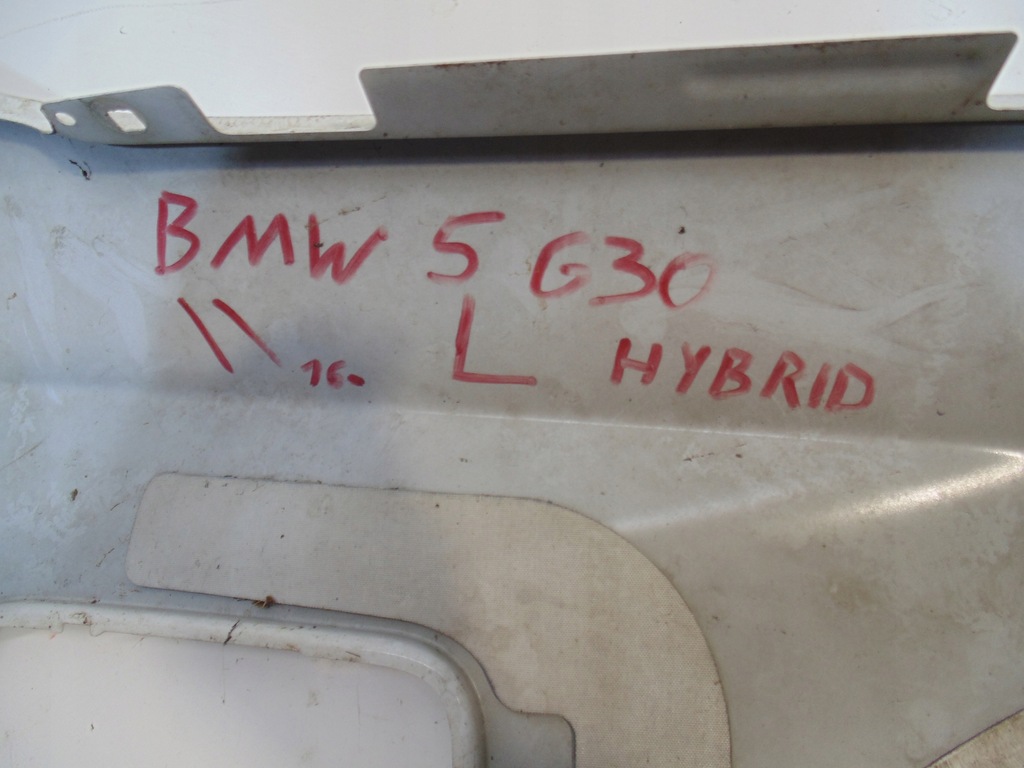 BMW 5 G30
\\ 16- L HYBRID